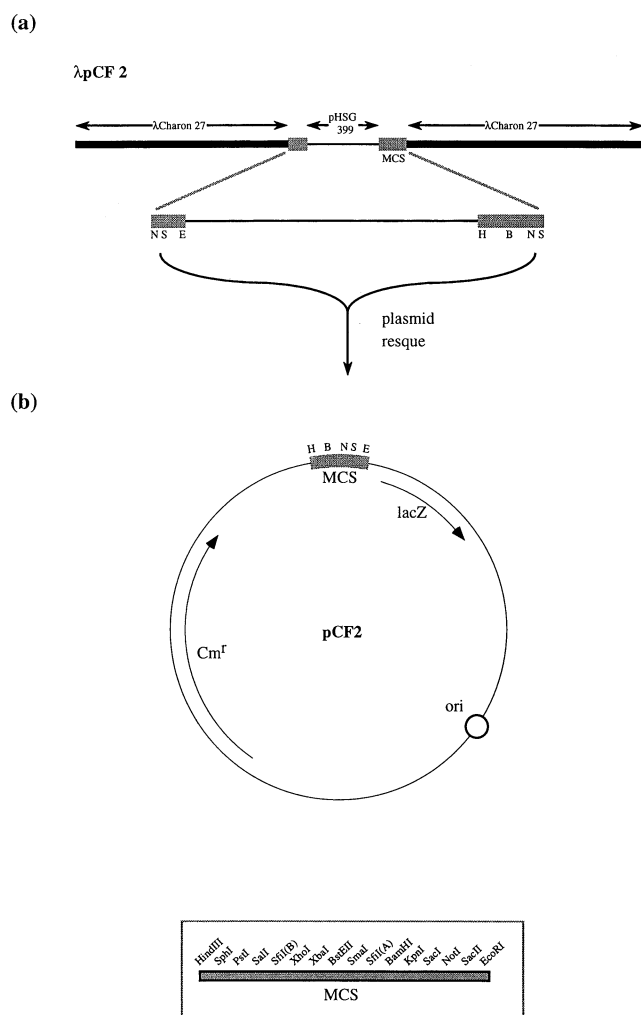 (a)
λpCF 2
λCharon 27
pHSG
399
λCharon 27
MCS
N S E
H B N S
plasmid
resque
(b)
H B N S E
MCS
lacZ
pCF2
Cmr
ori
HindIII SphI PstI SalI SfiI(B) XhoI XbaI BstEII SmaI SfiI(A) BamHI KpnI SacI NotI SacII EcoRI
MCS